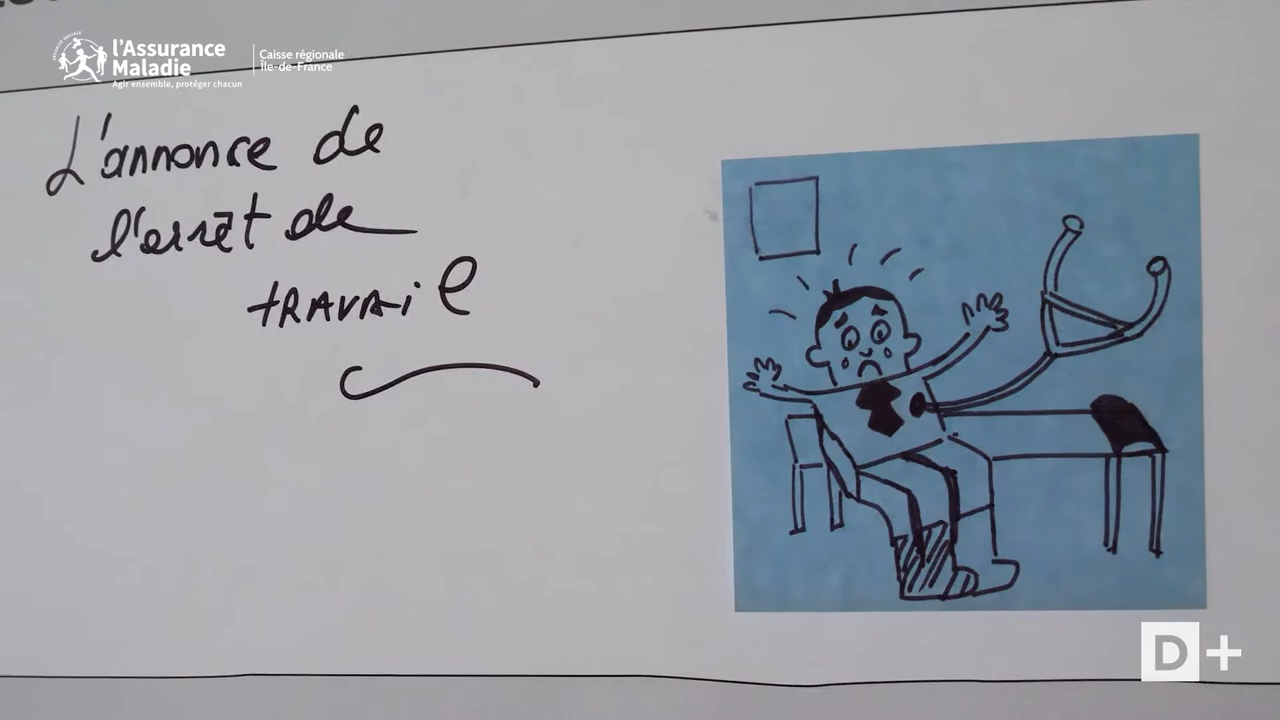 l'Assurance
Maladie
Agir ensemble, protéger chacun
Caisse régionale
Île-de-France
L'annonce de
l'arrêt de
travail
D+